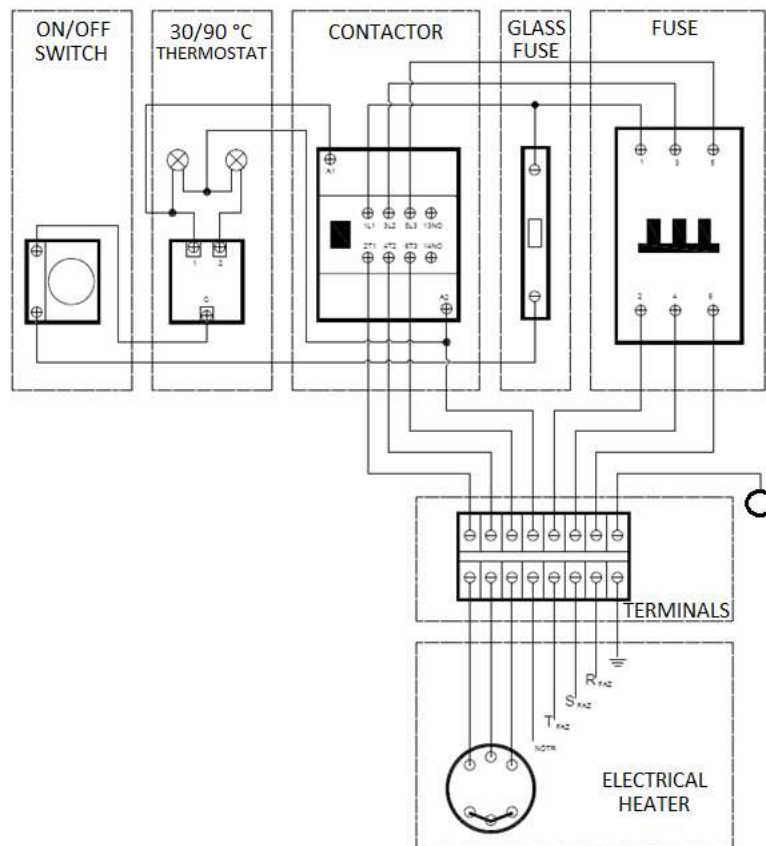 ON/OFF
SWITCH
30/90 °C
THERMOSTAT
CONTACTOR
GLASS
FUSE
FUSE
A1
1 3 5
1L1 3L2 5L3 13NO
2T1 4T2 6T3 14NO
1 2
C
A2
2 4 6
TERMINALS
R FAZ
S FAZ
T FAZ
NOTR
ELECTRICAL
HEATER